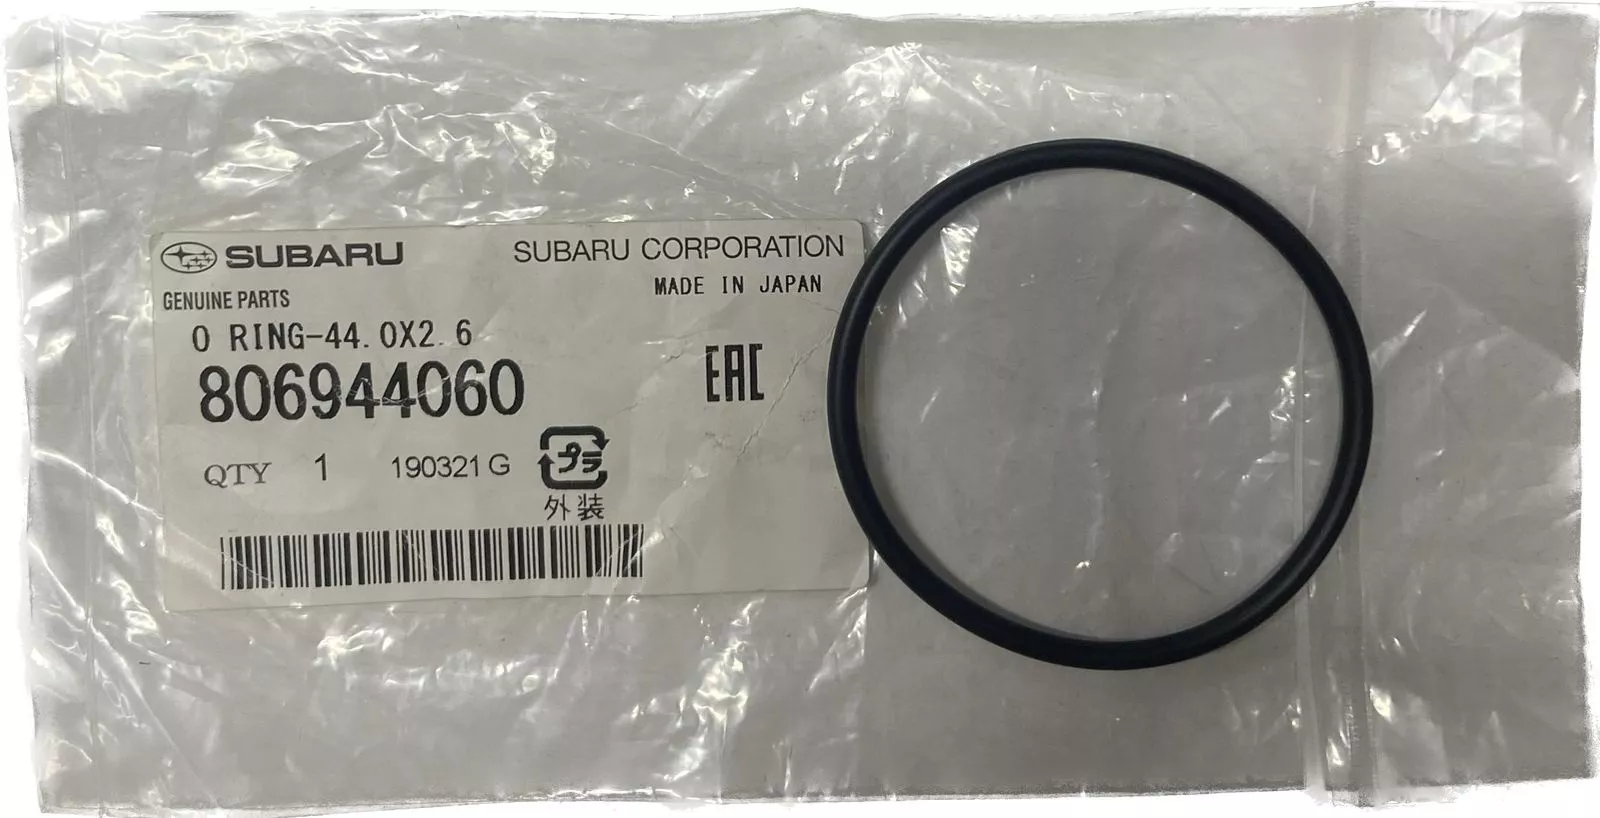 SUBARU
SUBARU CORPORATION
GENUINE PARTS
MADE IN JAPAN
O RING-44.0X2.6
806944060
EAC
QTY 1 190321G
プラ
外装